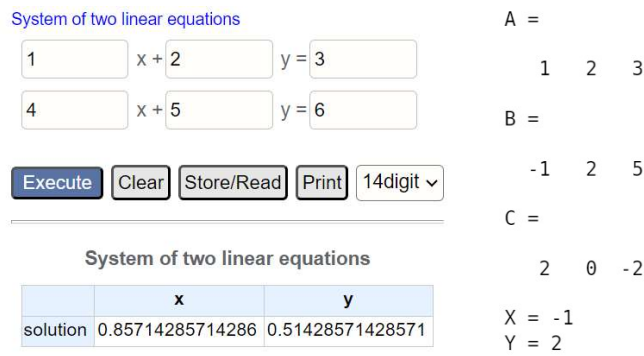 System of two linear equations
1 x + 2 y = 3
4 x + 5 y = 6
Execute Clear Store/Read Print 14digit
System of two linear equations
x y
solution 0.85714285714286 0.51428571428571
A =
1 2 3
B =
-1 2 5
C =
2 0 -2
X = -1
Y = 2